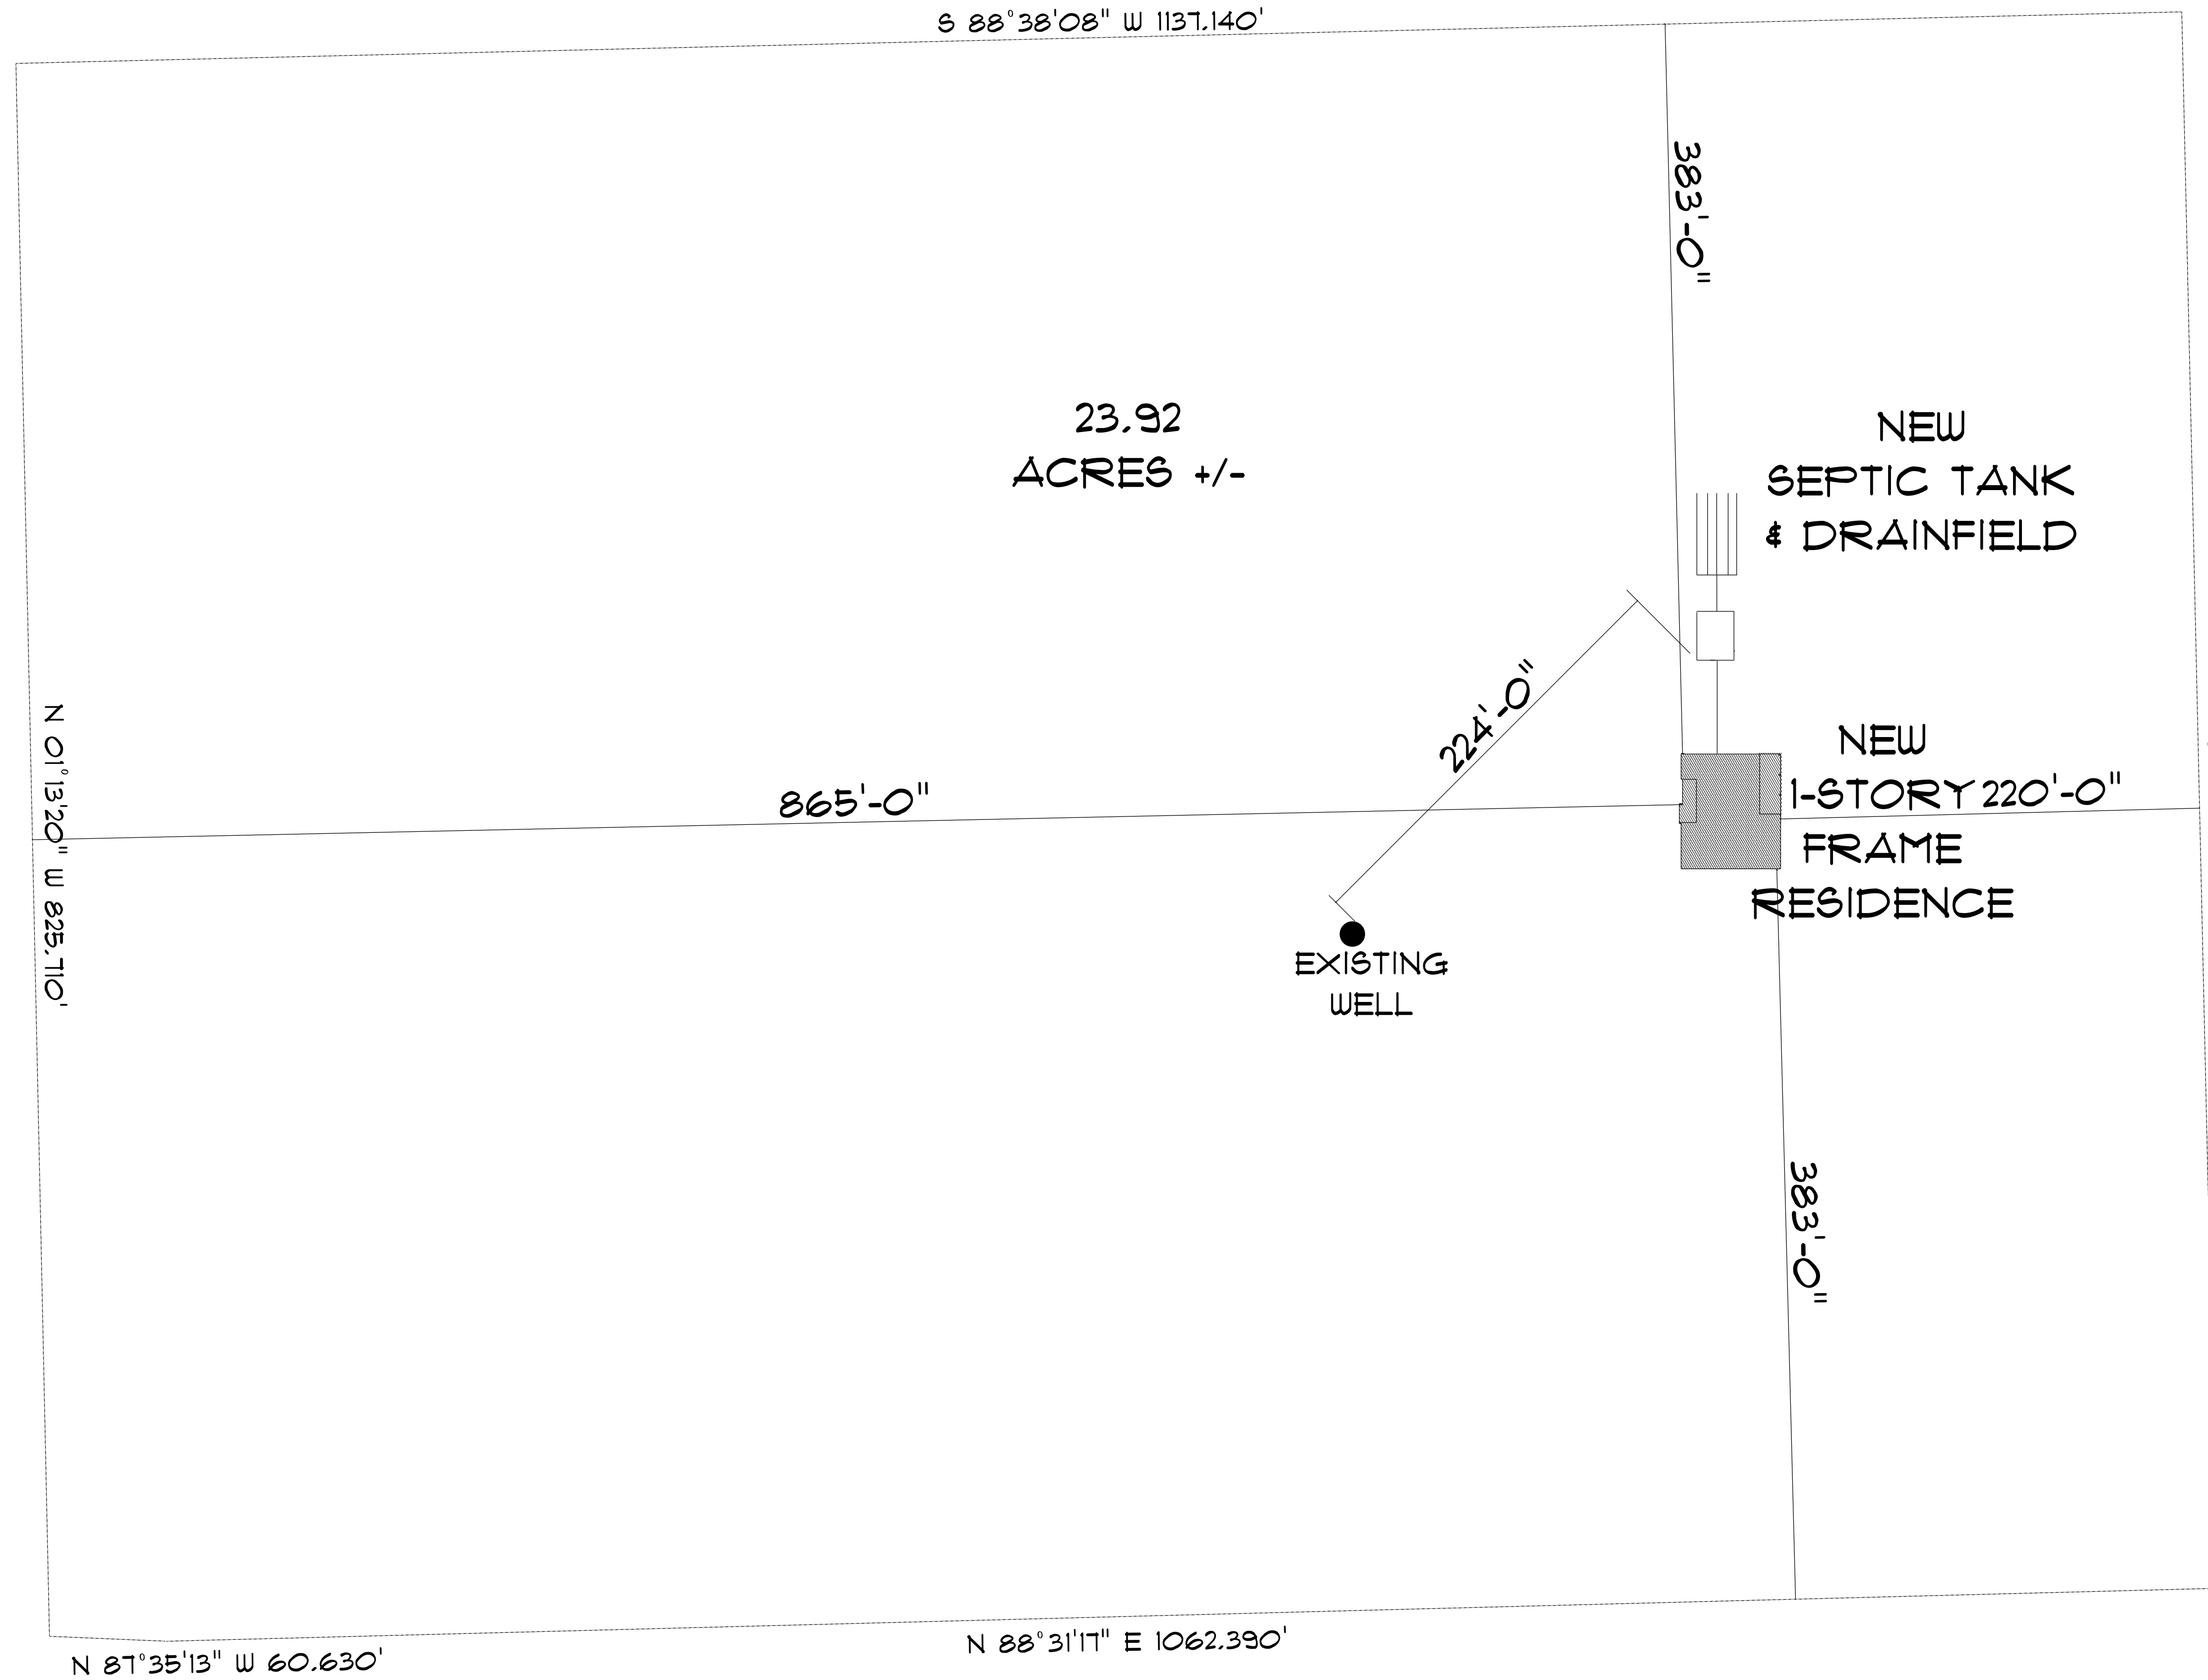 S 88°38'08" W 1137.140'
383'-0"
23.92
ACRES +/-
NEW
SEPTIC TANK
& DRAINFIELD
224'-0"
N 01°13'20" W 825.710'
865'-0"
NEW
1-STORY 220'-0"
FRAME
RESIDENCE
EXISTING
WELL
383'-0"
N 87°35'13" W 60.630'
N 88°31'17" E 1062.390'